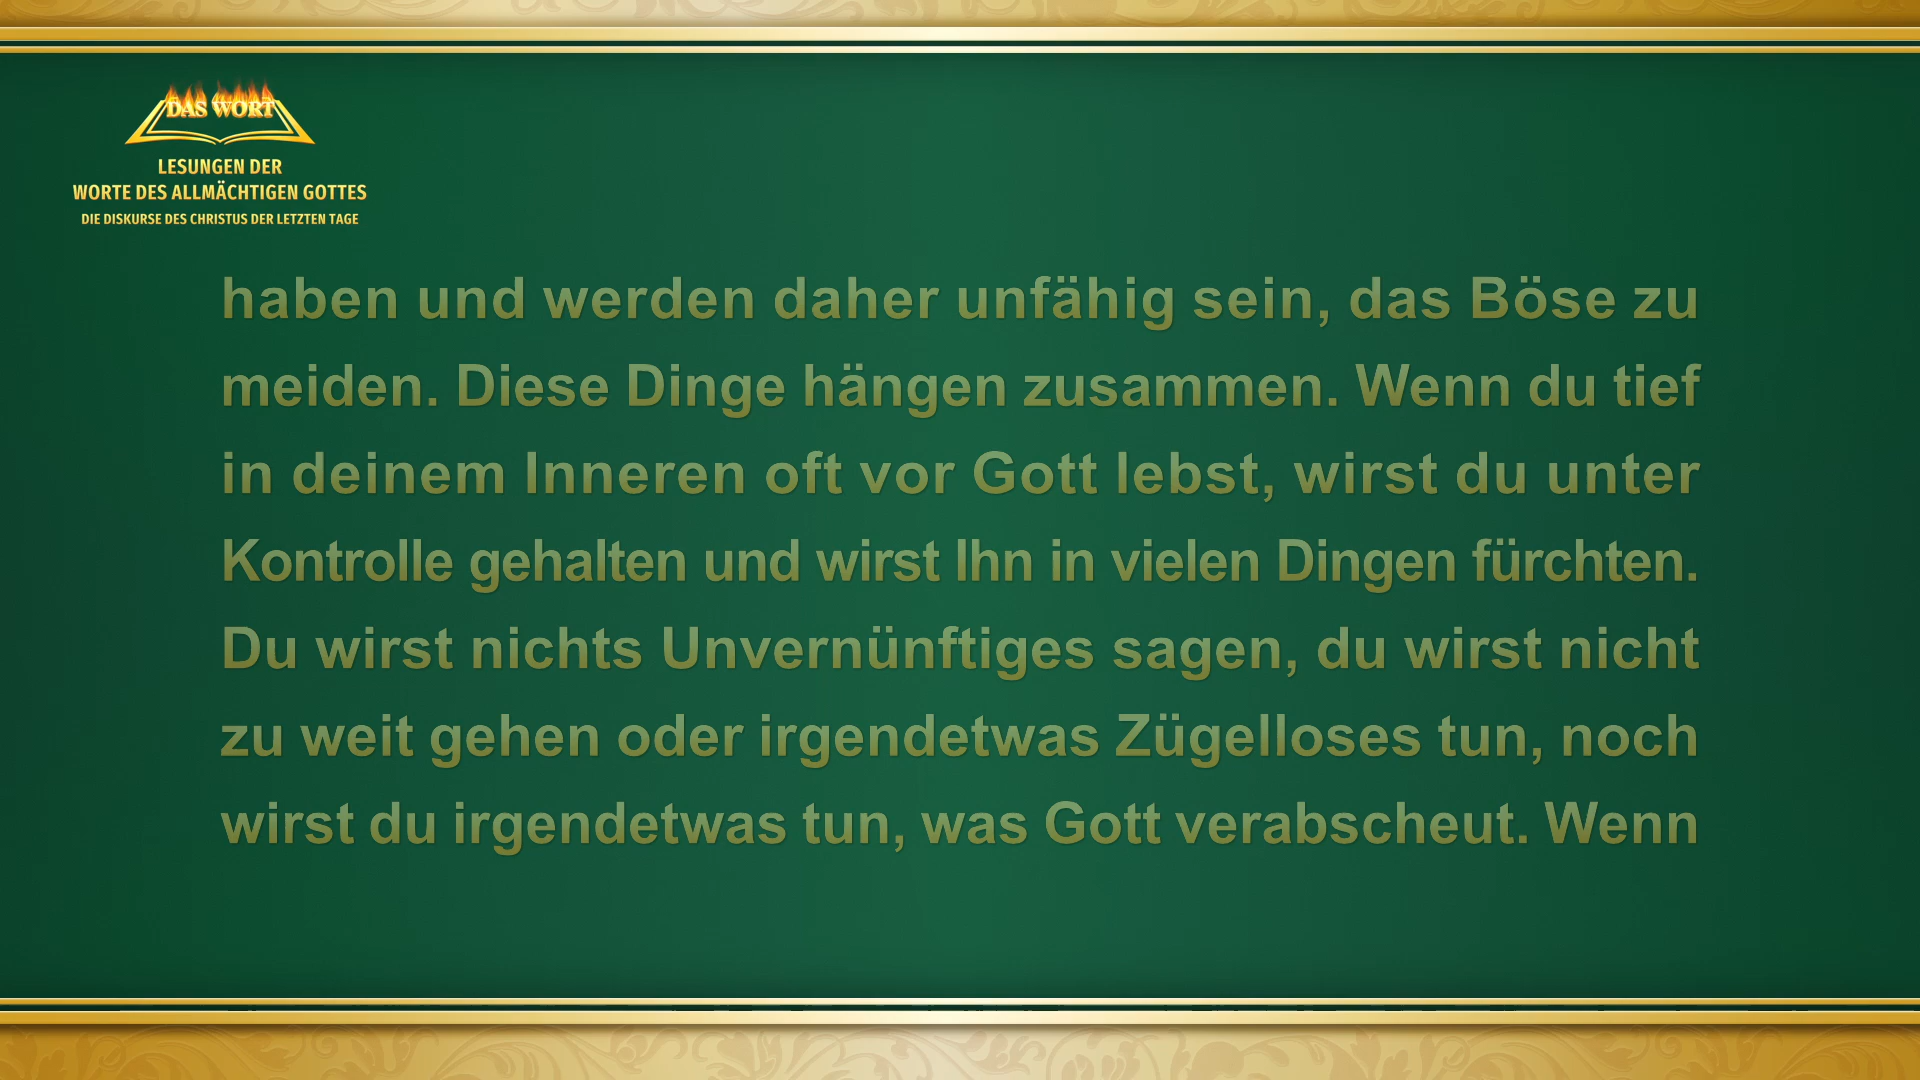 DAS WORT
LESUNGEN DER
WORTE DES ALLMÄCHTIGEN GOTTES
DIE DISKURSE DES CHRISTUS DER LETZTEN TAGE
haben und werden daher unfähig sein, das Böse zu
meiden. Diese Dinge hängen zusammen. Wenn du tief
in deinem Inneren oft vor Gott lebst, wirst du unter
Kontrolle gehalten und wirst Ihn in vielen Dingen fürchten.
Du wirst nichts Unvernünftiges sagen, du wirst nicht
zu weit gehen oder irgendetwas Zügelloses tun, noch
wirst du irgendetwas tun, was Gott verabscheut. Wenn